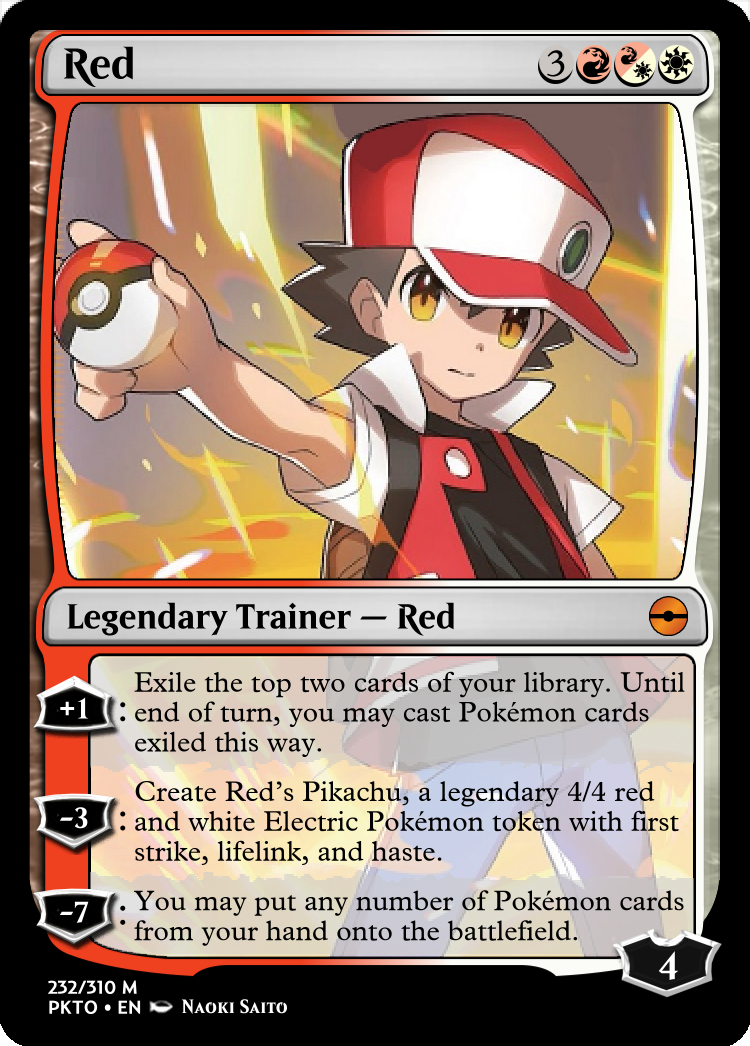 Red 3
Legendary Trainer — Red
+1: Exile the top two cards of your library. Until
end of turn, you may cast Pokémon cards
exiled this way.
−3: Create Red's Pikachu, a legendary 4/4 red
and white Electric Pokémon token with first
strike, lifelink, and haste.
−7: You may put any number of Pokémon cards
from your hand onto the battlefield.
4
232/310 M
PKTO • EN Naoki Saito